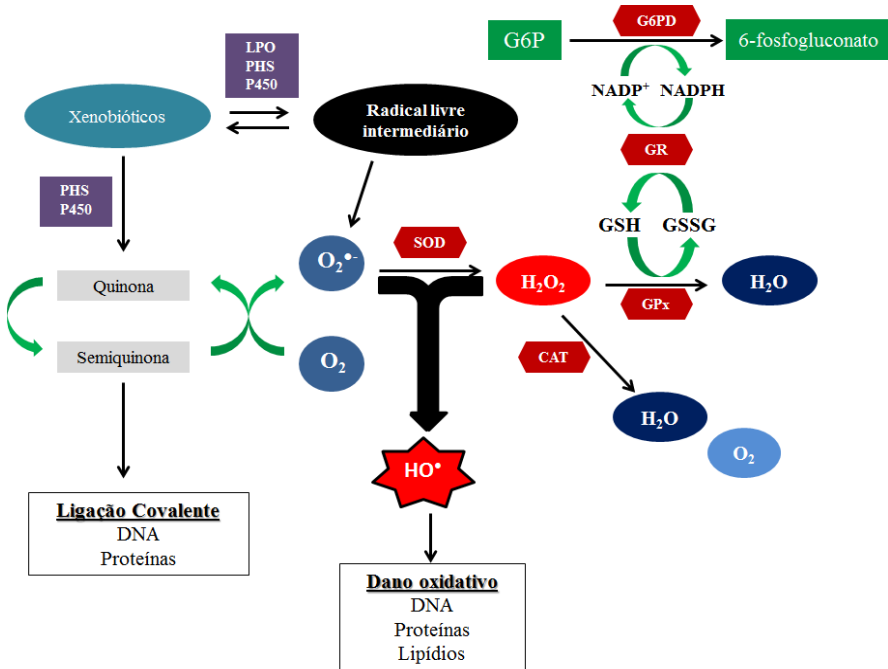 G6PD
G6P
6-fosfogluconato
NADP⁺ NADPH
LPO
PHS
P450
Xenobióticos
Radical livre
intermediário
GR
PHS
P450
GSH GSSG
SOD
O₂•-
H₂O₂
H₂O
GPx
Quinona
Semiquinona
O₂
CAT
H₂O
O₂
HO•
Ligação Covalente
DNA
Proteínas
Dano oxidativo
DNA
Proteínas
Lipídios